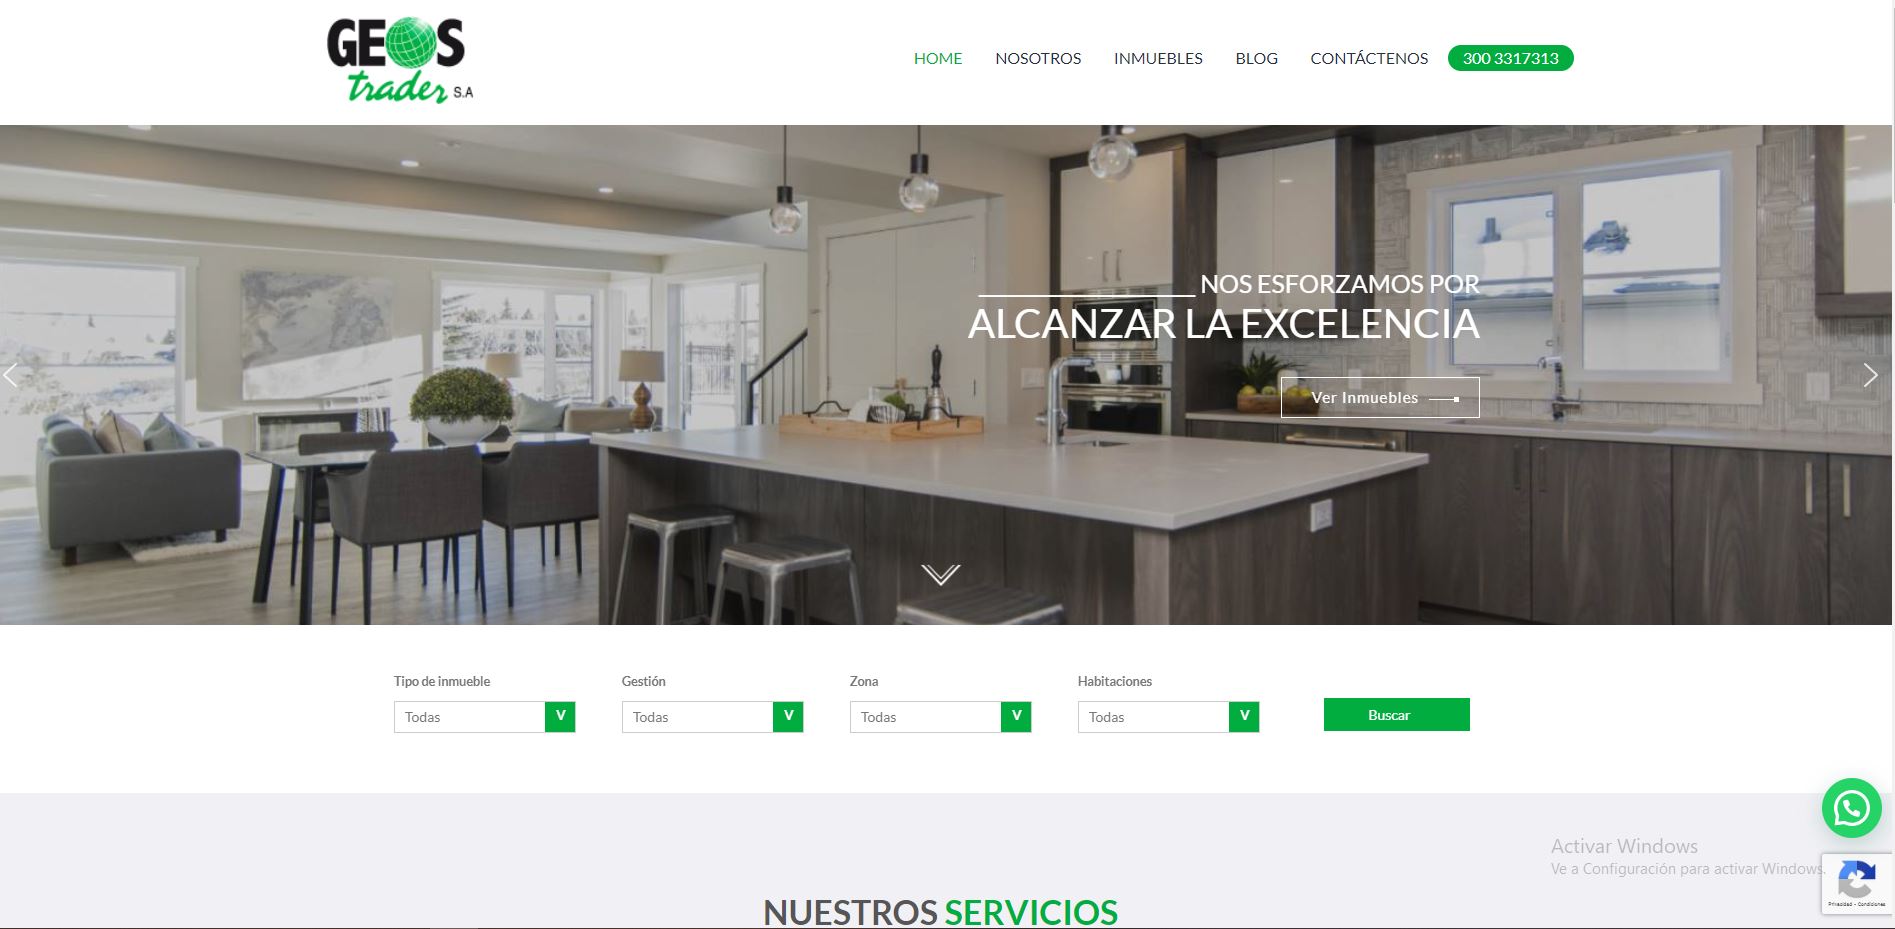 GEOS
trader S.A
HOME NOSOTROS INMUEBLES BLOG CONTÁCTENOS 300 3317313
NOS ESFORZAMOS POR
ALCANZAR LA EXCELENCIA
Ver Inmuebles
Tipo de inmueble Gestión Zona Habitaciones
Todas V Todas V Todas V Todas V Buscar
Activar Windows
Ve a Configuración para activar Windows.
Privacidad - Condiciones
NUESTROS SERVICIOS